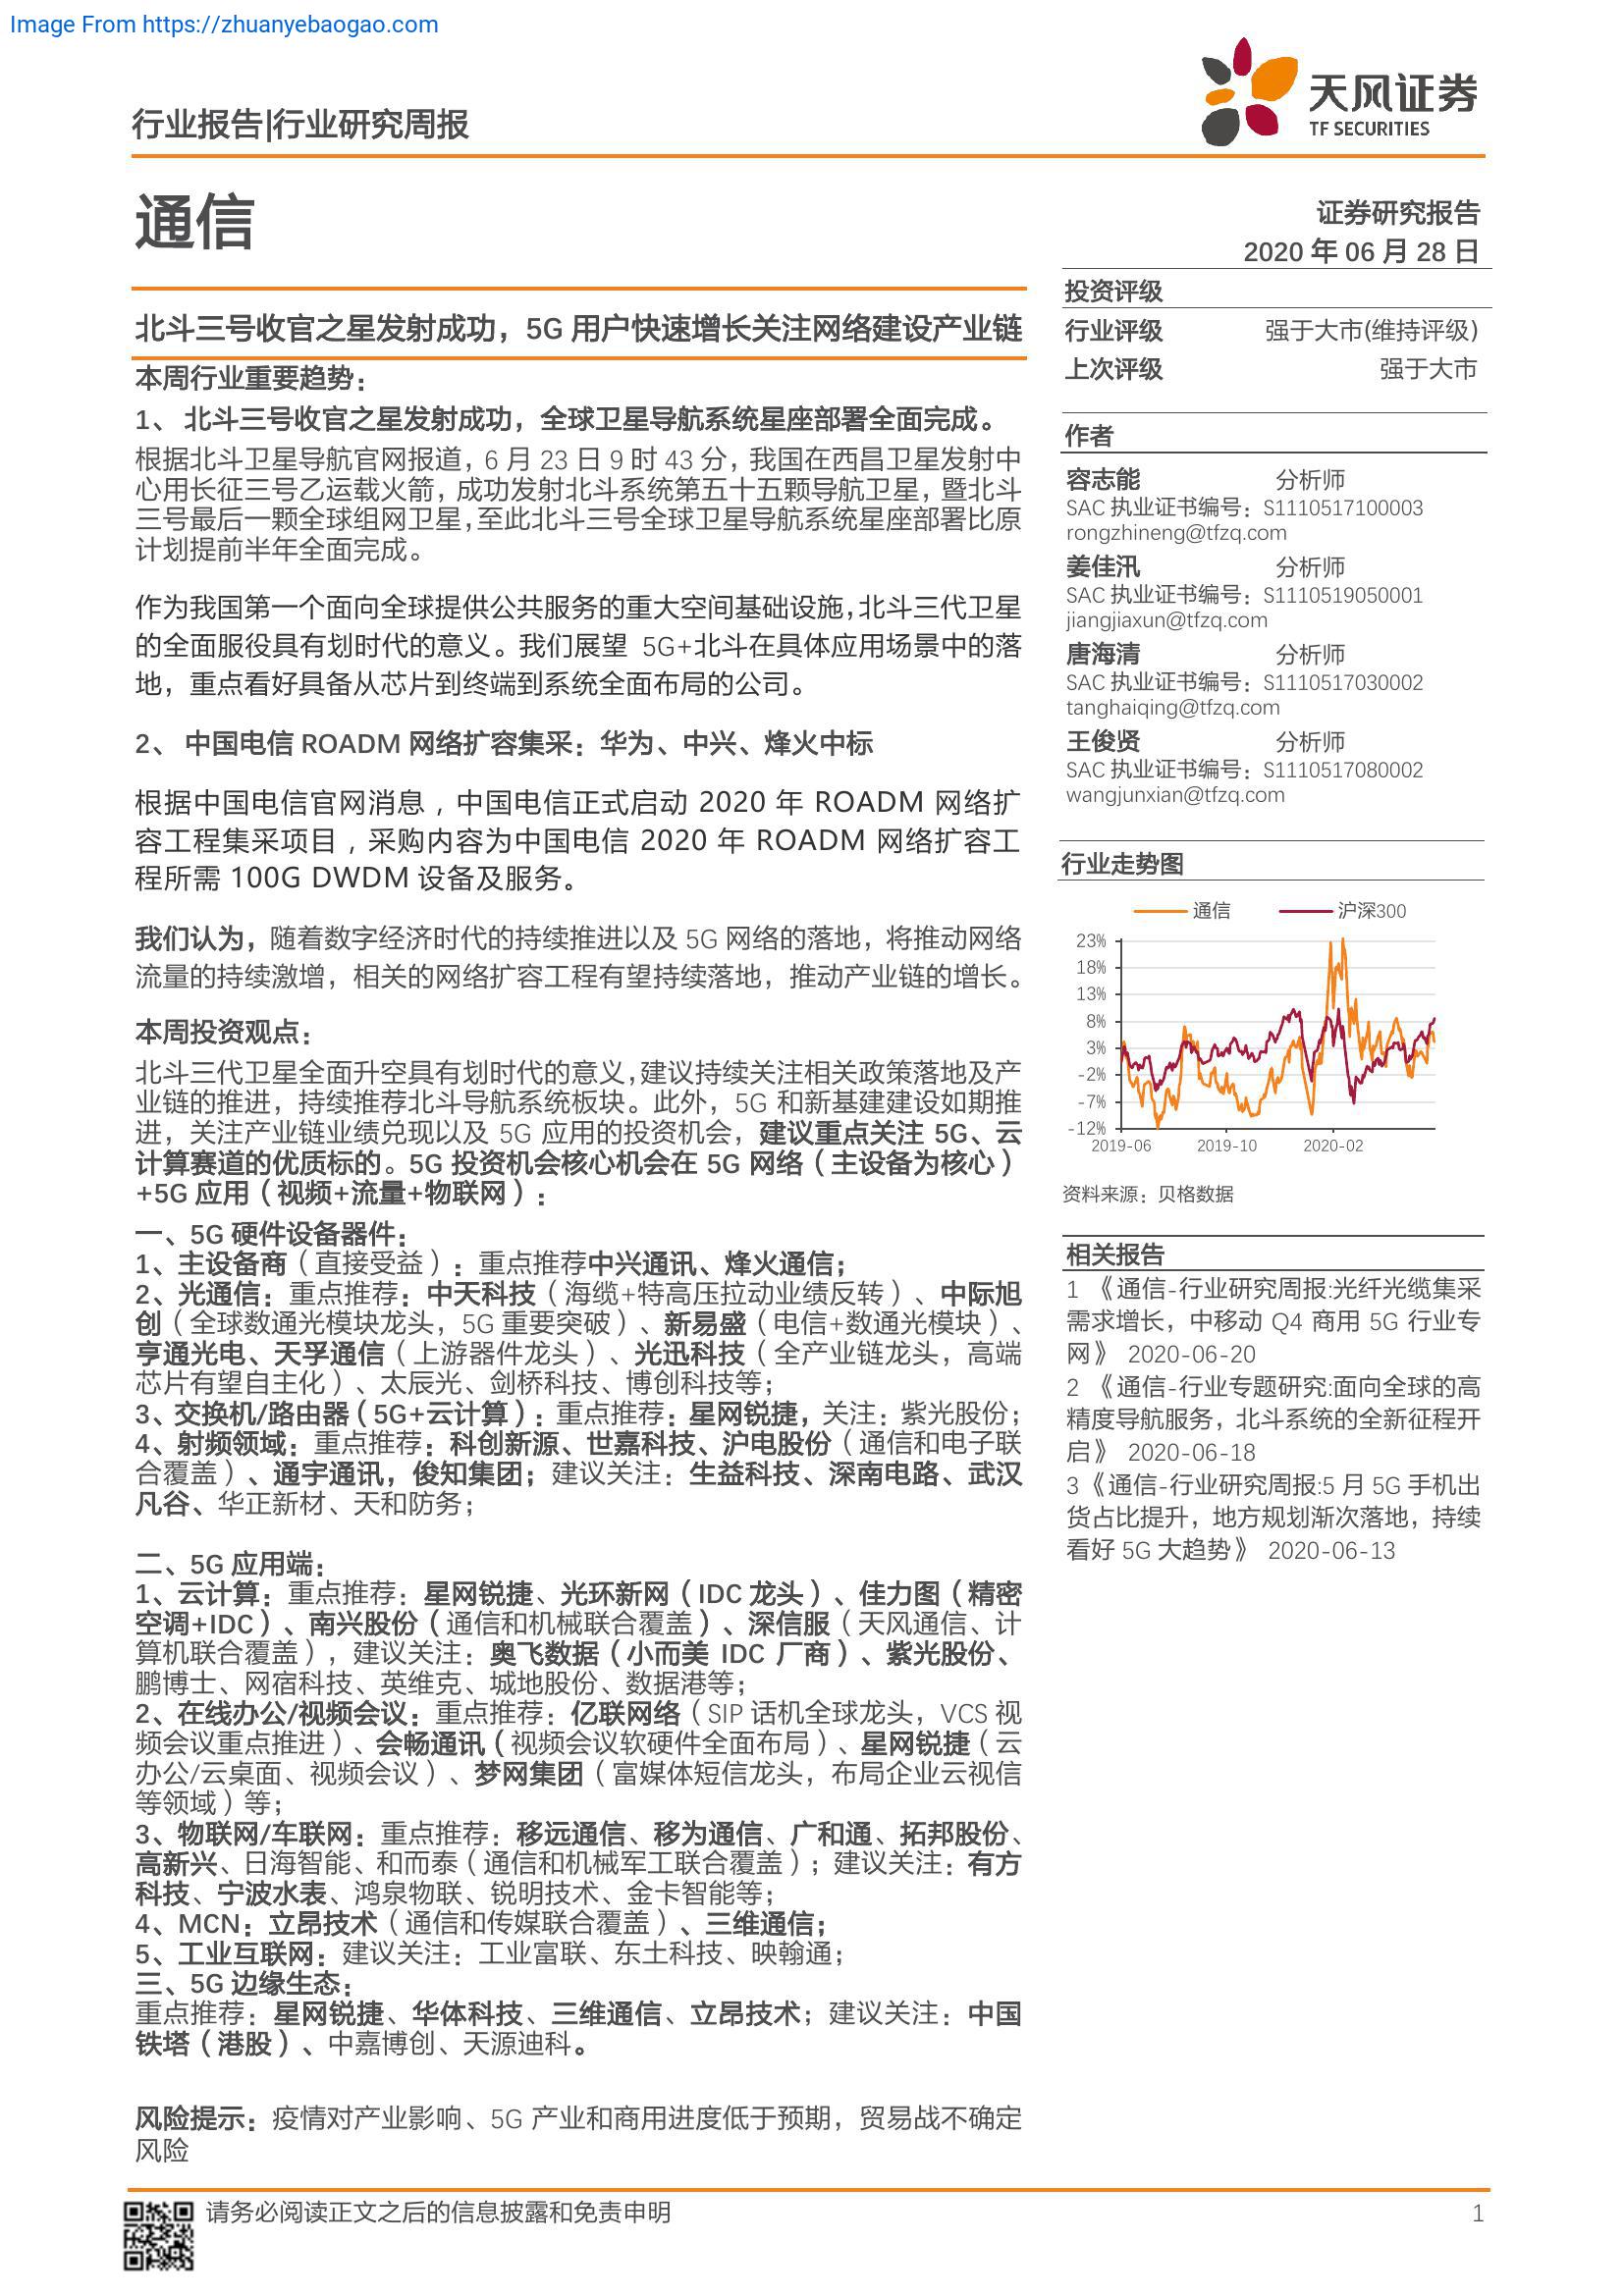 Image From https://zhuanyebaogao.com
行业报告|行业研究周报
天风证券
TF SECURITIES
通信
证券研究报告
2020 年 06 月 28 日
北斗三号收官之星发射成功，5G 用户快速增长关注网络建设产业链
本周行业重要趋势：
1、 北斗三号收官之星发射成功，全球卫星导航系统星座部署全面完成。
根据北斗卫星导航官网报道，6 月 23 日 9 时 43 分，我国在西昌卫星发射中
心用长征三号乙运载火箭，成功发射北斗系统第五十五颗导航卫星，暨北斗
三号最后一颗全球组网卫星，至此北斗三号全球卫星导航系统星座部署比原
计划提前半年全面完成。
作为我国第一个面向全球提供公共服务的重大空间基础设施，北斗三代卫星
的全面服役具有划时代的意义。我们展望 5G+北斗在具体应用场景中的落
地，重点看好具备从芯片到终端到系统全面布局的公司。
2、 中国电信 ROADM 网络扩容集采：华为、中兴、烽火中标
根据中国电信官网消息，中国电信正式启动 2020 年 ROADM 网络扩
容工程集采项目，采购内容为中国电信 2020 年 ROADM 网络扩容工
程所需 100G DWDM 设备及服务。
我们认为，随着数字经济时代的持续推进以及 5G 网络的落地，将推动网络
流量的持续激增，相关的网络扩容工程有望持续落地，推动产业链的增长。
本周投资观点：
北斗三代卫星全面升空具有划时代的意义，建议持续关注相关政策落地及产
业链的推进，持续推荐北斗导航系统板块。此外，5G 和新基建建设如期推
进，关注产业链业绩兑现以及 5G 应用的投资机会，建议重点关注 5G、云
计算赛道的优质标的。5G 投资机会核心机会在 5G 网络（主设备为核心）
+5G 应用（视频+流量+物联网）：
一、5G 硬件设备器件：
1、主设备商（直接受益）：重点推荐中兴通讯、烽火通信；
2、光通信：重点推荐：中天科技（海缆+特高压拉动业绩反转）、中际旭
创（全球数通光模块龙头，5G 重要突破）、新易盛（电信+数通光模块）、
亨通光电、天孚通信（上游器件龙头）、光迅科技（全产业链龙头，高端
芯片有望自主化）、太辰光、剑桥科技、博创科技等；
3、交换机/路由器（5G+云计算）：重点推荐：星网锐捷，关注：紫光股份；
4、射频领域：重点推荐：科创新源、世嘉科技、沪电股份（通信和电子联
合覆盖）、通宇通讯，俊知集团；建议关注：生益科技、深南电路、武汉
凡谷、华正新材、天和防务；
二、5G 应用端：
1、云计算：重点推荐：星网锐捷、光环新网（IDC 龙头）、佳力图（精密
空调+IDC）、南兴股份（通信和机械联合覆盖）、深信服（天风通信、计
算机联合覆盖），建议关注：奥飞数据（小而美 IDC 厂商）、紫光股份、
鹏博士、网宿科技、英维克、城地股份、数据港等；
2、在线办公/视频会议：重点推荐：亿联网络（SIP 话机全球龙头，VCS 视
频会议重点推进）、会畅通讯（视频会议软硬件全面布局）、星网锐捷（云
办公/云桌面、视频会议）、梦网集团（富媒体短信龙头，布局企业云视信
等领域）等；
3、物联网/车联网：重点推荐：移远通信、移为通信、广和通、拓邦股份、
高新兴、日海智能、和而泰（通信和机械军工联合覆盖）；建议关注：有方
科技、宁波水表、鸿泉物联、锐明技术、金卡智能等；
4、MCN：立昂技术（通信和传媒联合覆盖）、三维通信；
5、工业互联网：建议关注：工业富联、东土科技、映翰通；
三、5G 边缘生态：
重点推荐：星网锐捷、华体科技、三维通信、立昂技术；建议关注：中国
铁塔（港股）、中嘉博创、天源迪科。
风险提示：疫情对产业影响、5G 产业和商用进度低于预期，贸易战不确定
风险
投资评级
行业评级 强于大市(维持评级)
上次评级 强于大市
作者
容志能 分析师
SAC 执业证书编号：S1110517100003
rongzhineng@tfzq.com
姜佳汛 分析师
SAC 执业证书编号：S1110519050001
jiangjiaxun@tfzq.com
唐海清 分析师
SAC 执业证书编号：S1110517030002
tanghaiqing@tfzq.com
王俊贤 分析师
SAC 执业证书编号：S1110517080002
wangjunxian@tfzq.com
行业走势图
通信 沪深300
23%
18%
13%
8%
3%
-2%
-7%
-12%
2019-06 2019-10 2020-02
资料来源：贝格数据
相关报告
1 《通信-行业研究周报:光纤光缆集采
需求增长，中移动 Q4 商用 5G 行业专
网》 2020-06-20
2 《通信-行业专题研究:面向全球的高
精度导航服务，北斗系统的全新征程开
启》 2020-06-18
3 《通信-行业研究周报:5 月 5G 手机出
货占比提升，地方规划渐次落地，持续
看好 5G 大趋势》 2020-06-13
请务必阅读正文之后的信息披露和免责申明
1